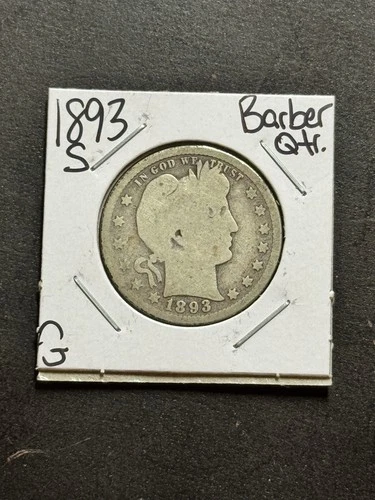 1893
S
Barber
Qtr.
IN GOD WE TRUST
1893
G